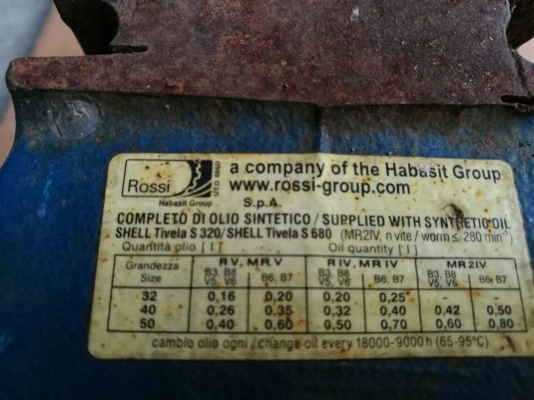 Rossi
Habasit Group
UT.D 0660
a company of the Habasit Group
www.rossi-group.com
S.p.A.
COMPLETO DI OLIO SINTETICO / SUPPLIED WITH SYNTHETIC OIL
SHELL Tivela S 320 / SHELL Tivela S 680 (MR2IV, n vite / worm ≤ 280 min⁻¹)
Quantità olio [l] Oil quantity [l]
Grandezza Size R V, MR V R IV, MR IV MR 2IV
B3, B8 V5, V6 B6, B7 B3, B8 V5, V6 B6, B7 B3, B8 V5, V6 B6, B7
32 0,16 0,20 0,20 0,25 - -
40 0,26 0,35 0,32 0,40 0,42 0,50
50 0,40 0,60 0,50 0,70 0,60 0,80
cambio olio ogni / change oil every 18000-9000 h (65-95°C)